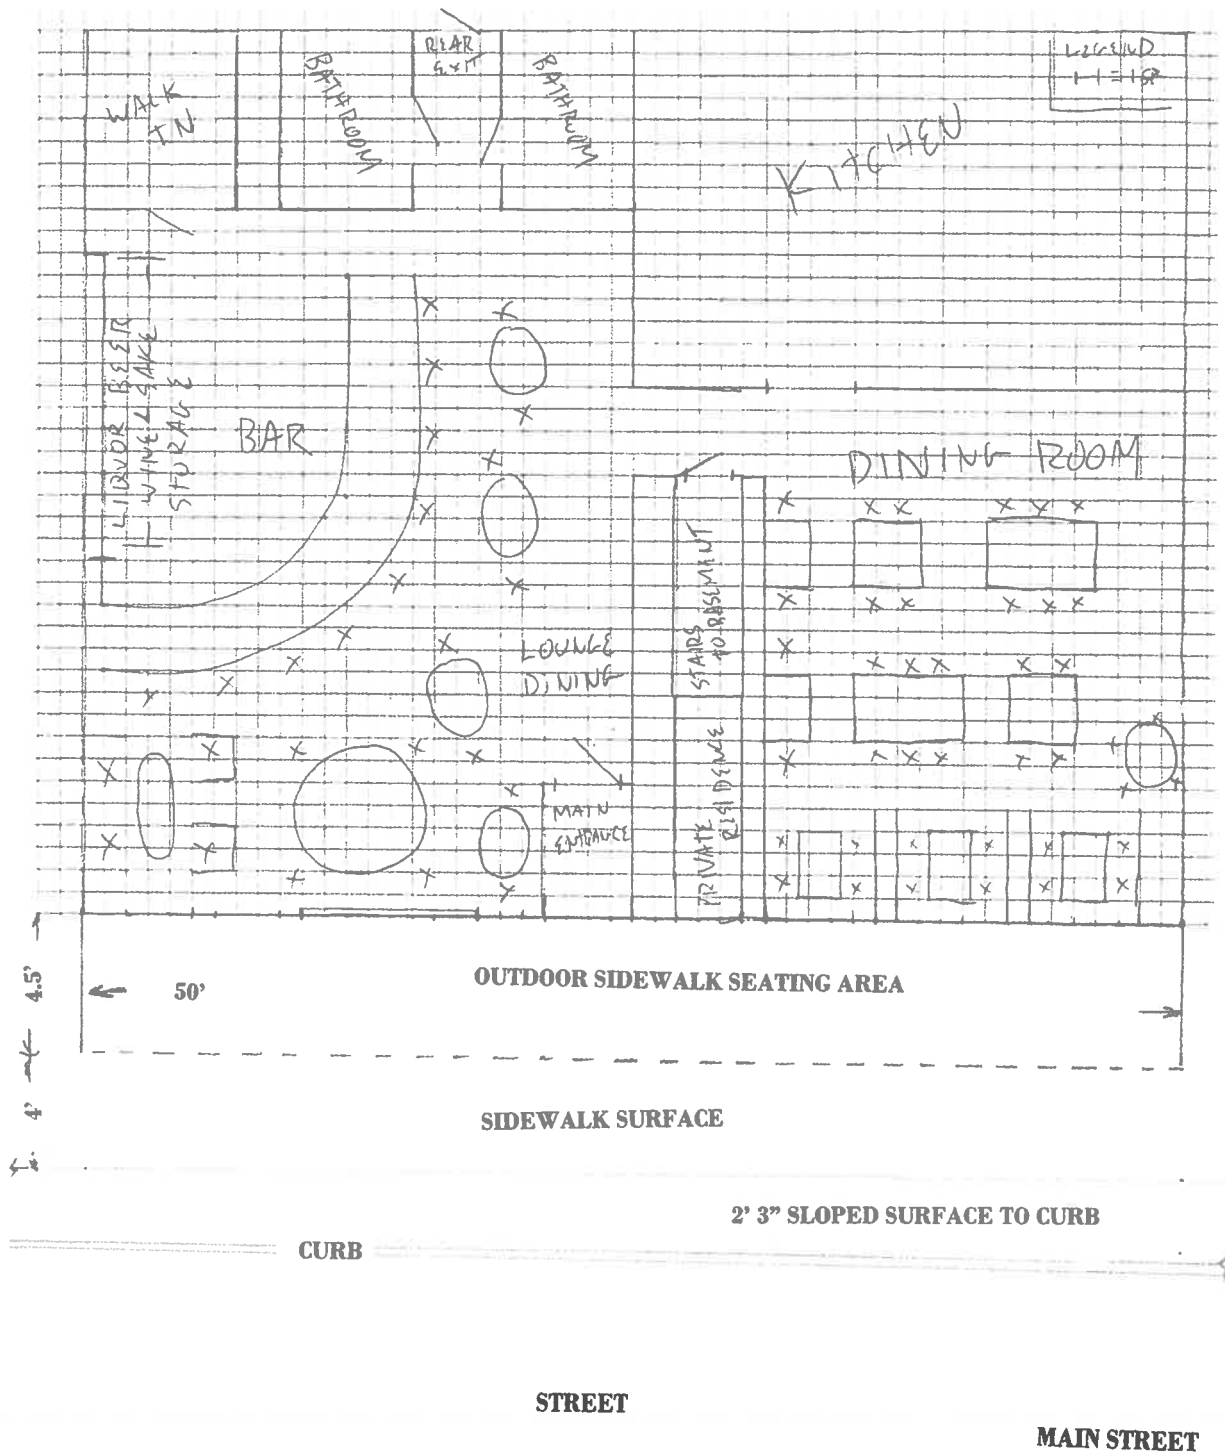 REAR
EXIT
LEGEND
WALK
IN
BATHROOM
BATHROOM
KITCHEN
LIQUOR BEER
WINE & SAKE
STORAGE
BAR
DINING ROOM
STAIRS
TO BASEMENT
LOUNGE
DINING
MAIN
ENTRANCE
PRIVATE
RESIDENCE
4.5'
50'
OUTDOOR SIDEWALK SEATING AREA
4'
SIDEWALK SURFACE
2' 3” SLOPED SURFACE TO CURB
CURB
STREET
MAIN STREET